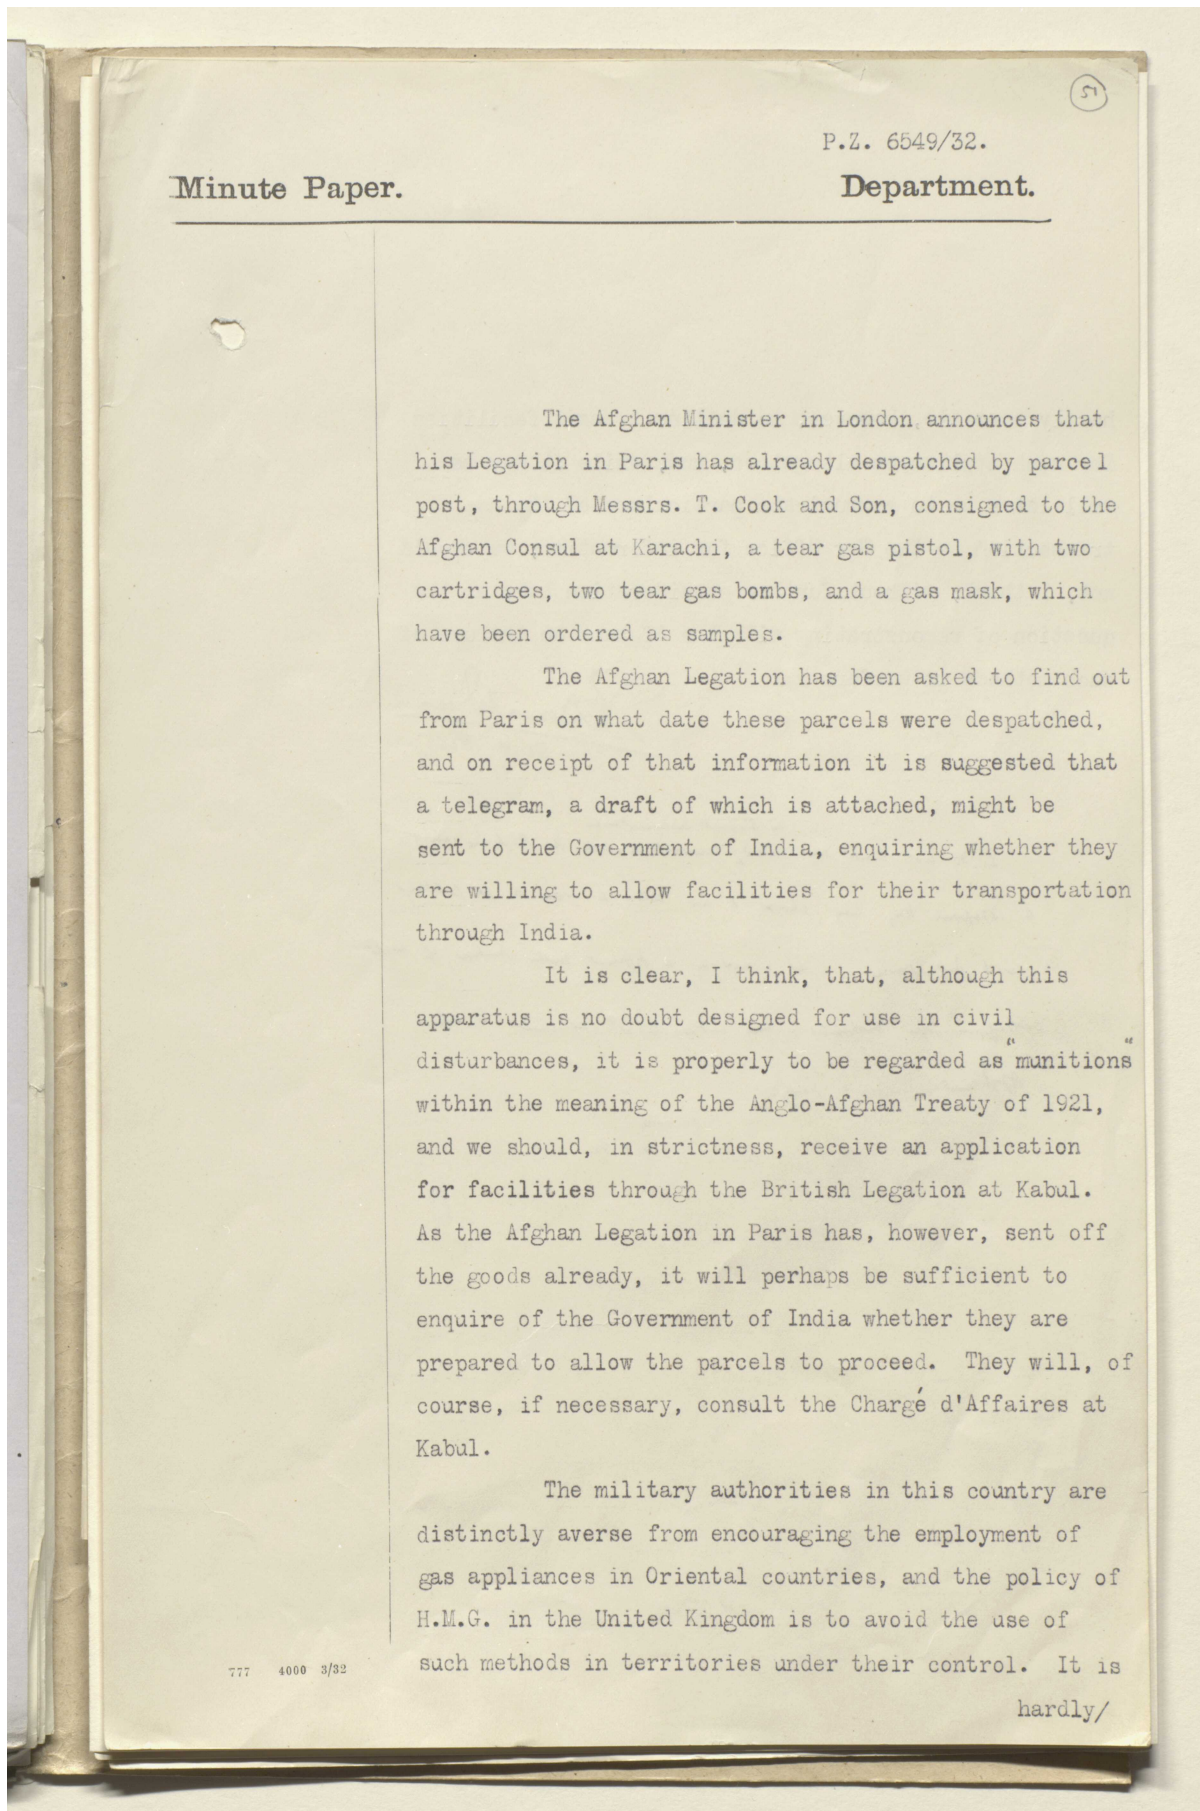 51
P.Z. 6549/32.
Minute Paper.
Department.
The Afghan Minister in London announces that
his Legation in Paris has already despatched by parcel
post, through Messrs. T. Cook and Son, consigned to the
Afghan Consul at Karachi, a tear gas pistol, with two
cartridges, two tear gas bombs, and a gas mask, which
have been ordered as samples.
The Afghan Legation has been asked to find out
from Paris on what date these parcels were despatched,
and on receipt of that information it is suggested that
a telegram, a draft of which is attached, might be
sent to the Government of India, enquiring whether they
are willing to allow facilities for their transportation
through India.
It is clear, I think, that, although this
apparatus is no doubt designed for use in civil
disturbances, it is properly to be regarded as "munitions"
within the meaning of the Anglo-Afghan Treaty of 1921,
and we should, in strictness, receive an application
for facilities through the British Legation at Kabul.
As the Afghan Legation in Paris has, however, sent off
the goods already, it will perhaps be sufficient to
enquire of the Government of India whether they are
prepared to allow the parcels to proceed. They will, of
course, if necessary, consult the Chargé d'Affaires at
Kabul.
The military authorities in this country are
distinctly averse from encouraging the employment of
gas appliances in Oriental countries, and the policy of
H.M.G. in the United Kingdom is to avoid the use of
such methods in territories under their control. It is
hardly/
777 4000 3/32